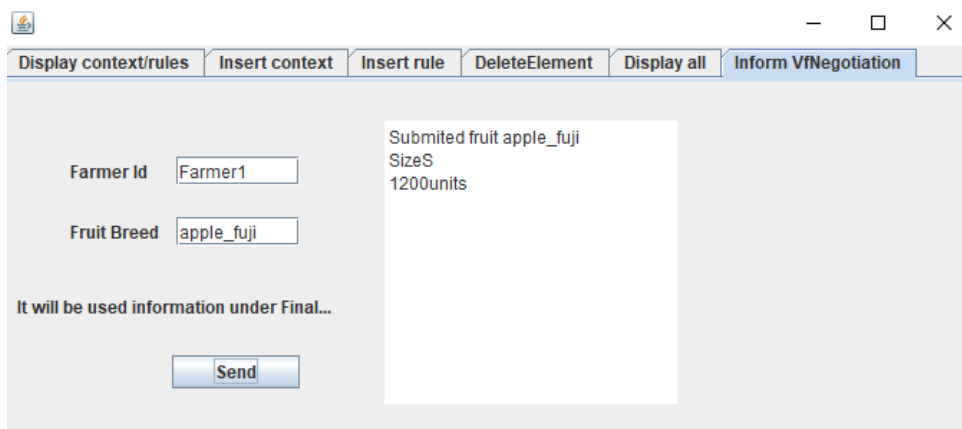 Display context/rules Insert context Insert rule DeleteElement Display all Inform VfNegotiation
Farmer Id Farmer1
Fruit Breed apple_fuji
It will be used information under Final...
Send
Submited fruit apple_fuji
SizeS
1200units